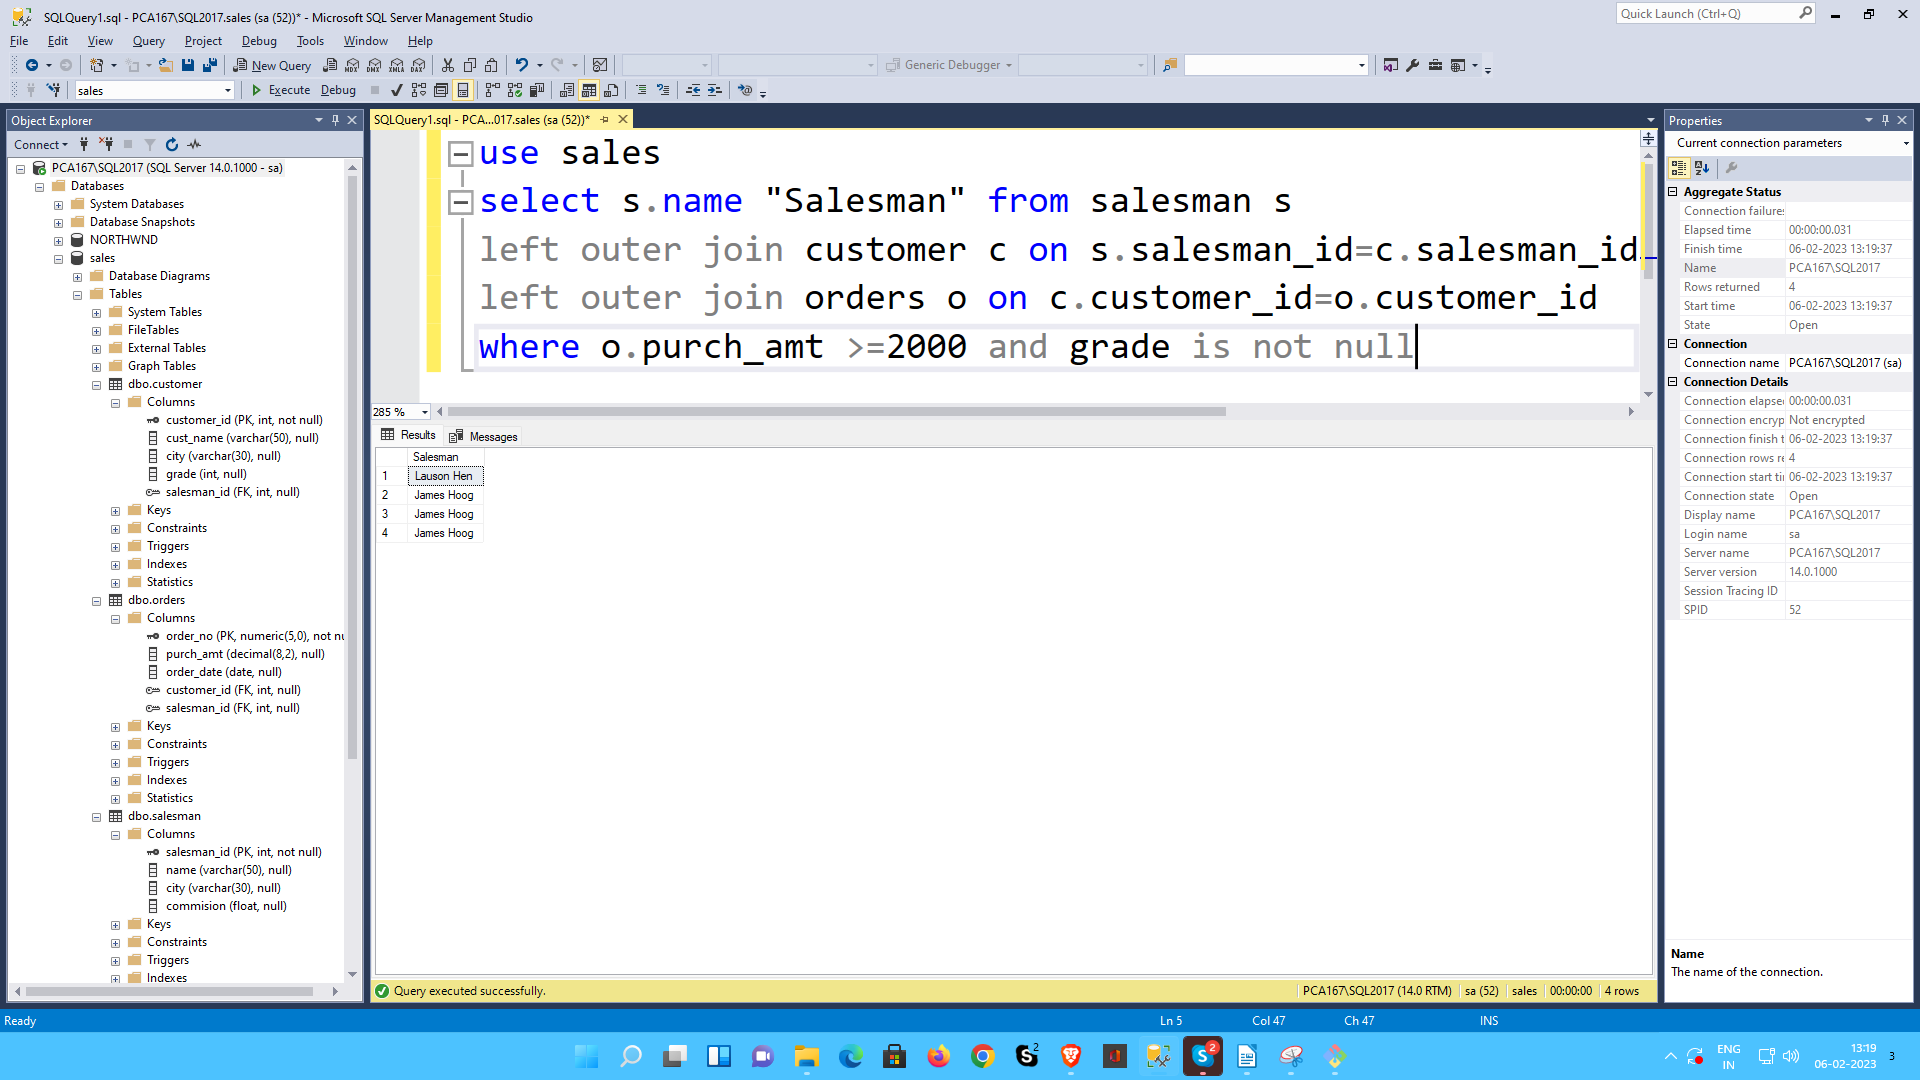 SQLQuery1.sql - PCA167\SQL2017.sales (sa (52))* - Microsoft SQL Server Management Studio
Quick Launch (Ctrl+Q)
File Edit View Query Project Debug Tools Window Help
New Query MDX DMX XMLA DAX Generic Debugger
sales Execute Debug
Object Explorer
Connect
PCA167\SQL2017 (SQL Server 14.0.1000 - sa)
Databases
System Databases
Database Snapshots
NORTHWND
sales
Database Diagrams
Tables
System Tables
FileTables
External Tables
Graph Tables
dbo.customer
Columns
customer_id (PK, int, not null)
cust_name (varchar(50), null)
city (varchar(30), null)
grade (int, null)
salesman_id (FK, int, null)
Keys
Constraints
Triggers
Indexes
Statistics
dbo.orders
Columns
order_no (PK, numeric(5,0), not nu
purch_amt (decimal(8,2), null)
order_date (date, null)
customer_id (FK, int, null)
salesman_id (FK, int, null)
Keys
Constraints
Triggers
Indexes
Statistics
dbo.salesman
Columns
salesman_id (PK, int, not null)
name (varchar(50), null)
city (varchar(30), null)
commision (float, null)
Keys
Constraints
Triggers
Indexes
SQLQuery1.sql - PCA...017.sales (sa (52))*
use sales
select s.name "Salesman" from salesman s
left outer join customer c on s.salesman_id=c.salesman_id
left outer join orders o on c.customer_id=o.customer_id
where o.purch_amt >=2000 and grade is not null
285 %
Results Messages
Salesman
1 Lauson Hen
2 James Hoog
3 James Hoog
4 James Hoog
Query executed successfully. PCA167\SQL2017 (14.0 RTM) sa (52) sales 00:00:00 4 rows
Properties
Current connection parameters
Aggregate Status
Connection failures
Elapsed time 00:00:00.031
Finish time 06-02-2023 13:19:37
Name PCA167\SQL2017
Rows returned 4
Start time 06-02-2023 13:19:37
State Open
Connection
Connection name PCA167\SQL2017 (sa)
Connection Details
Connection elapse 00:00:00.031
Connection encryp Not encrypted
Connection finish t 06-02-2023 13:19:37
Connection rows re 4
Connection start ti 06-02-2023 13:19:37
Connection state Open
Display name PCA167\SQL2017
Login name sa
Server name PCA167\SQL2017
Server version 14.0.1000
Session Tracing ID
SPID 52
Name
The name of the connection.
Ready Ln 5 Col 47 Ch 47 INS
2
2
ENG
IN
13:19
06-02-2023
3